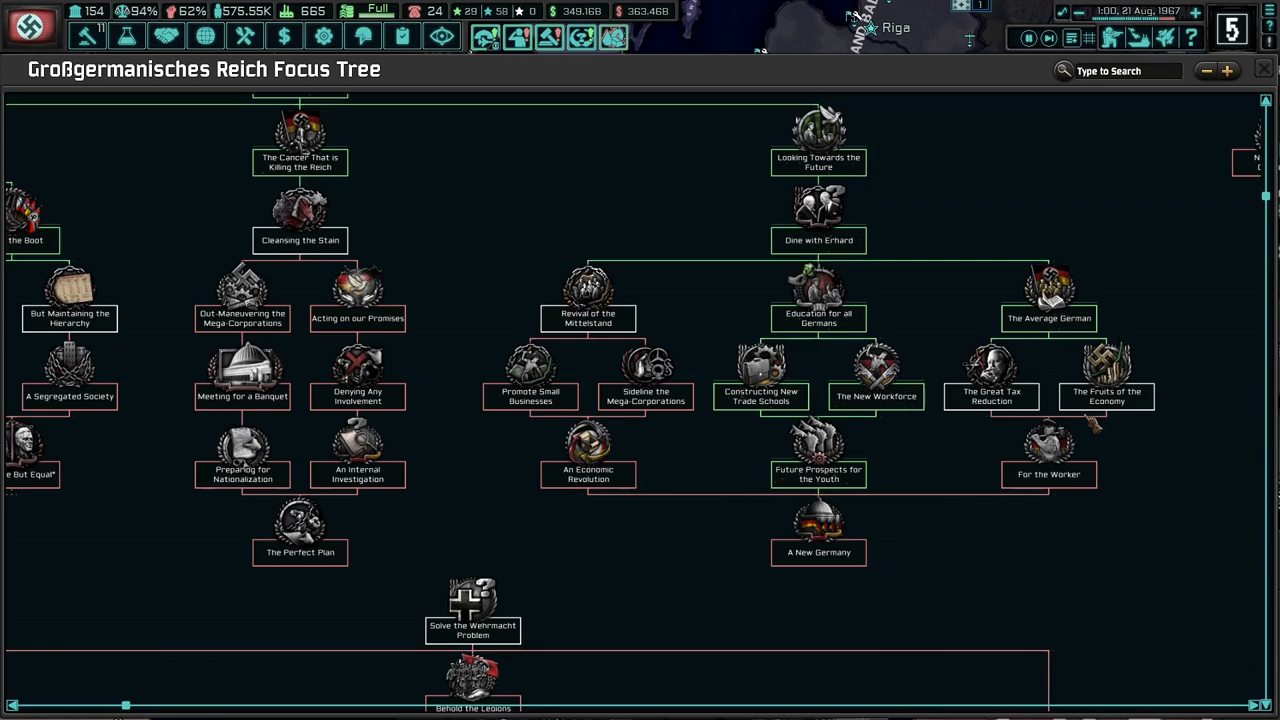 154 94% 62% 575.55K 665 Full 24 29 58 0 349.16B 363.46B
1
1:00, 21 Aug, 1967
5
11
Riga
Großgermanisches Reich Focus Tree
Type to Search
The Cancer That is
Killing the Reich
Looking Towards the
Future
the Boot
Cleansing the Stain
Dine with Erhard
But Maintaining the
Hierarchy
Out-Maneuvering the
Mega-Corporations
Acting on our Promises
Revival of the
Mittelstand
Education for all
Germans
The Average German
A Segregated Society
Meeting for a Banquet
Denying Any
Involvement
Promote Small
Businesses
Sideline the
Mega-Corporations
Constructing New
Trade Schools
The New Workforce
The Great Tax
Reduction
The Fruits of the
Economy
e But Equal"
Preparing for
Nationalization
An Internal
Investigation
An Economic
Revolution
Future Prospects for
the Youth
For the Worker
The Perfect Plan
A New Germany
Solve the Wehrmacht
Problem
Behold the Legions